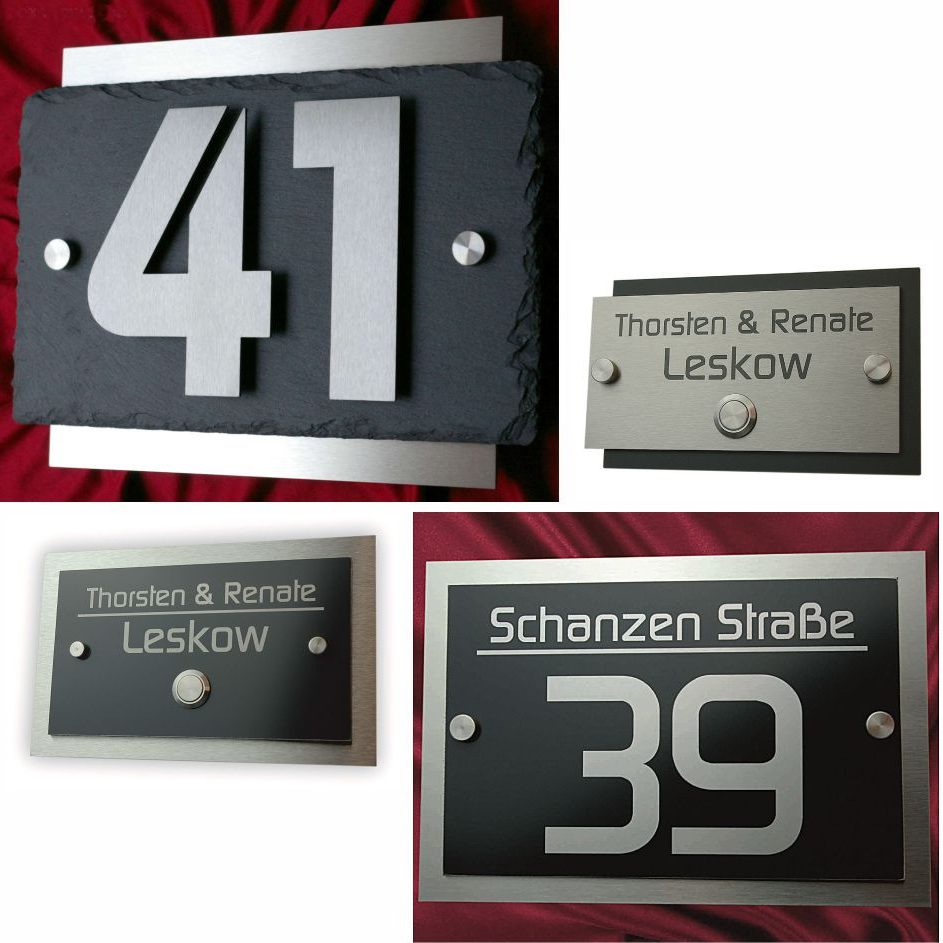 41
Thorsten & Renate
Leskow
Thorsten & Renate
Leskow
Schanzen Straße
39